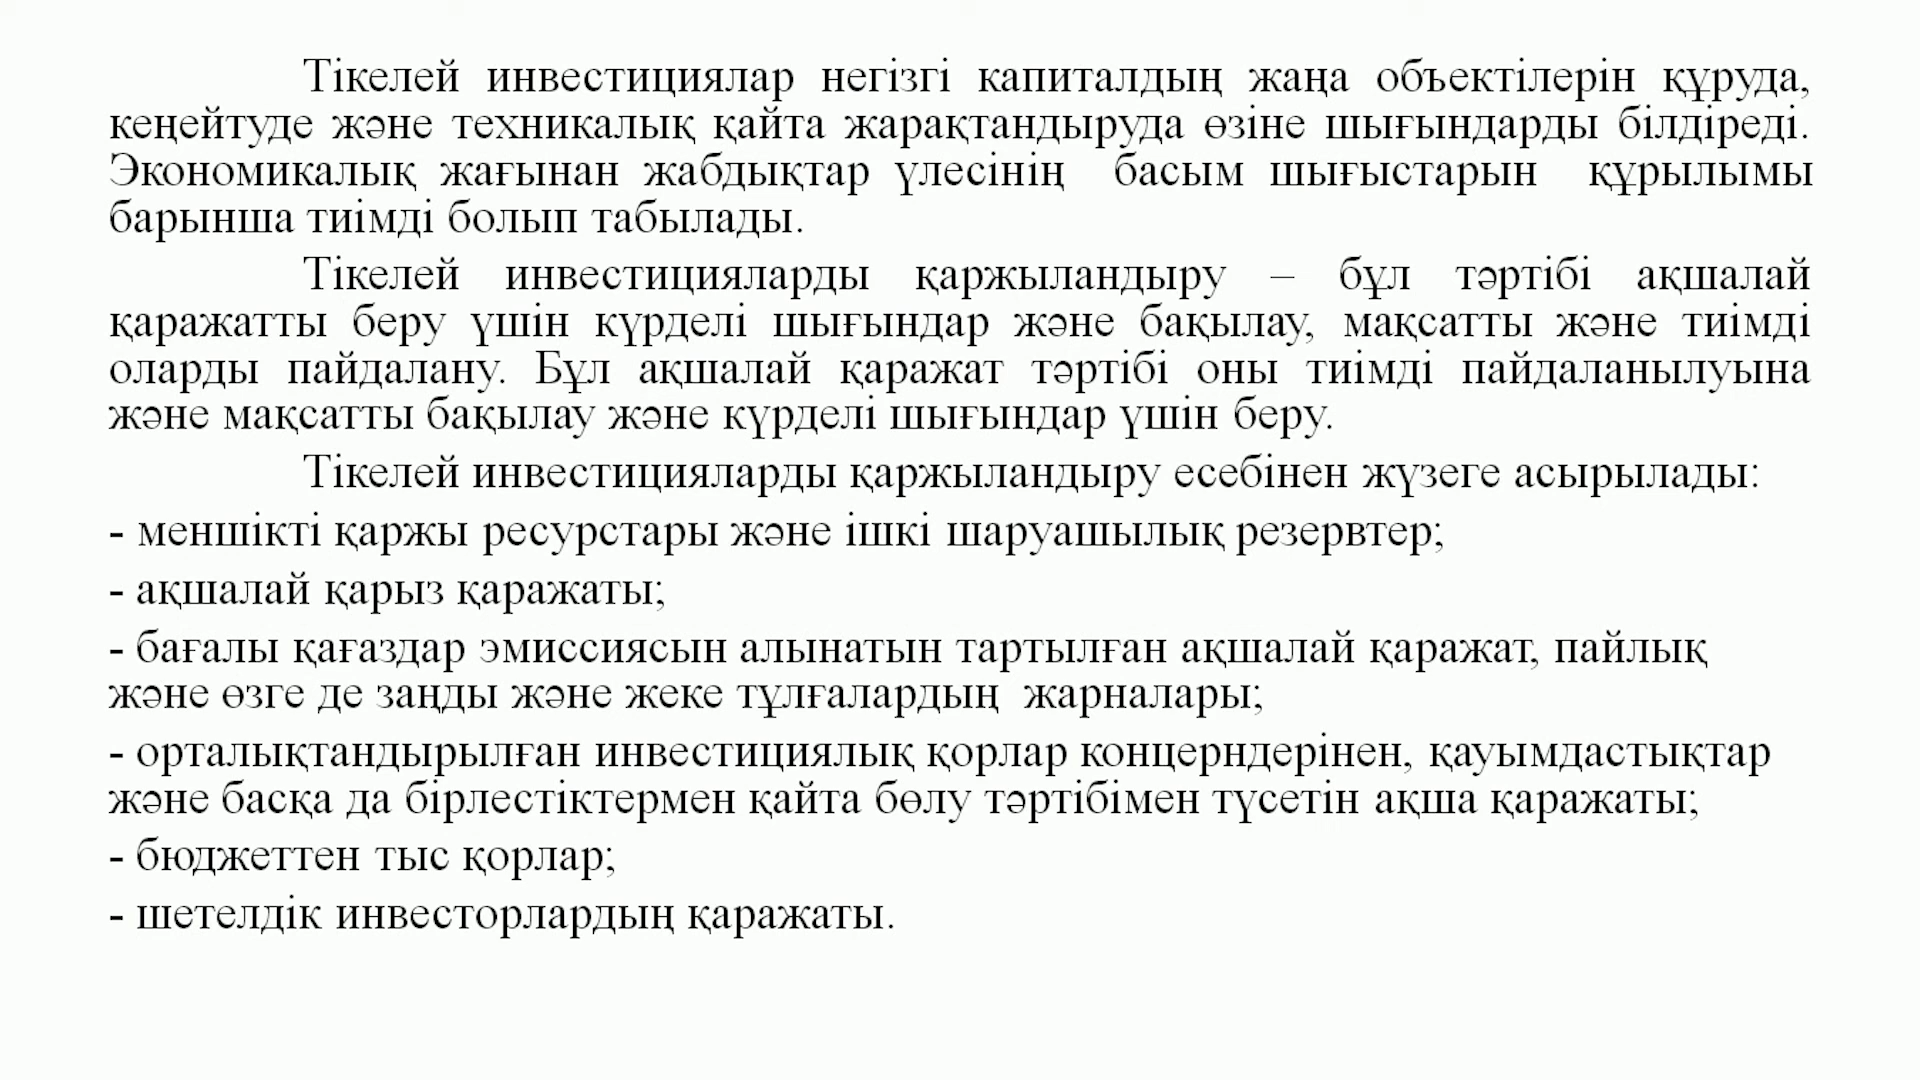 Тікелей инвестициялар негізгі капиталдың жаңа объектілерін құруда,
кеңейтуде және техникалық қайта жарақтандыруда өзіне шығындарды білдіреді.
Экономикалық жағынан жабдықтар үлесінің басым шығыстарын құрылымы
барынша тиімді болып табылады.
Тікелей инвестицияларды қаржыландыру – бұл тәртібі ақшалай
қаражатты беру үшін күрделі шығындар және бақылау, мақсатты және тиімді
оларды пайдалану. Бұл ақшалай қаражат тәртібі оны тиімді пайдаланылуына
және мақсатты бақылау және күрделі шығындар үшін беру.
Тікелей инвестицияларды қаржыландыру есебінен жүзеге асырылады:
- меншікті қаржы ресурстары және ішкі шаруашылық резервтер;
- ақшалай қарыз қаражаты;
- бағалы қағаздар эмиссиясын алынатын тартылған ақшалай қаражат, пайлық
және өзге де заңды және жеке тұлғалардың жарналары;
- орталықтандырылған инвестициялық қорлар концерндерінен, қауымдастықтар
және басқа да бірлестіктермен қайта бөлу тәртібімен түсетін ақша қаражаты;
- бюджеттен тыс қорлар;
- шетелдік инвесторлардың қаражаты.